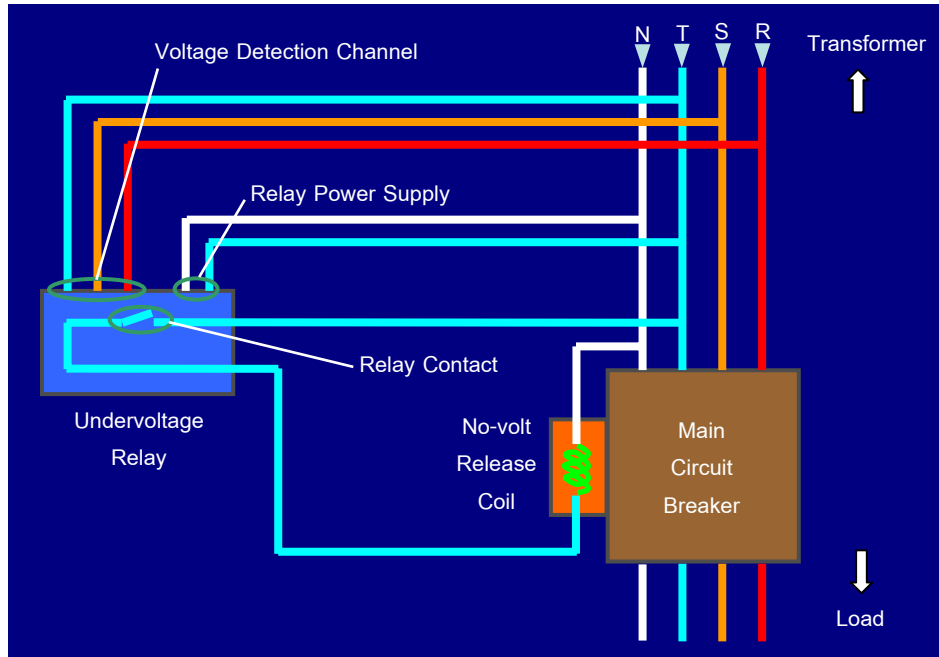 N T S R
Transformer
Voltage Detection Channel
Relay Power Supply
Relay Contact
Undervoltage
Relay
No-volt
Release
Coil
Main
Circuit
Breaker
Load